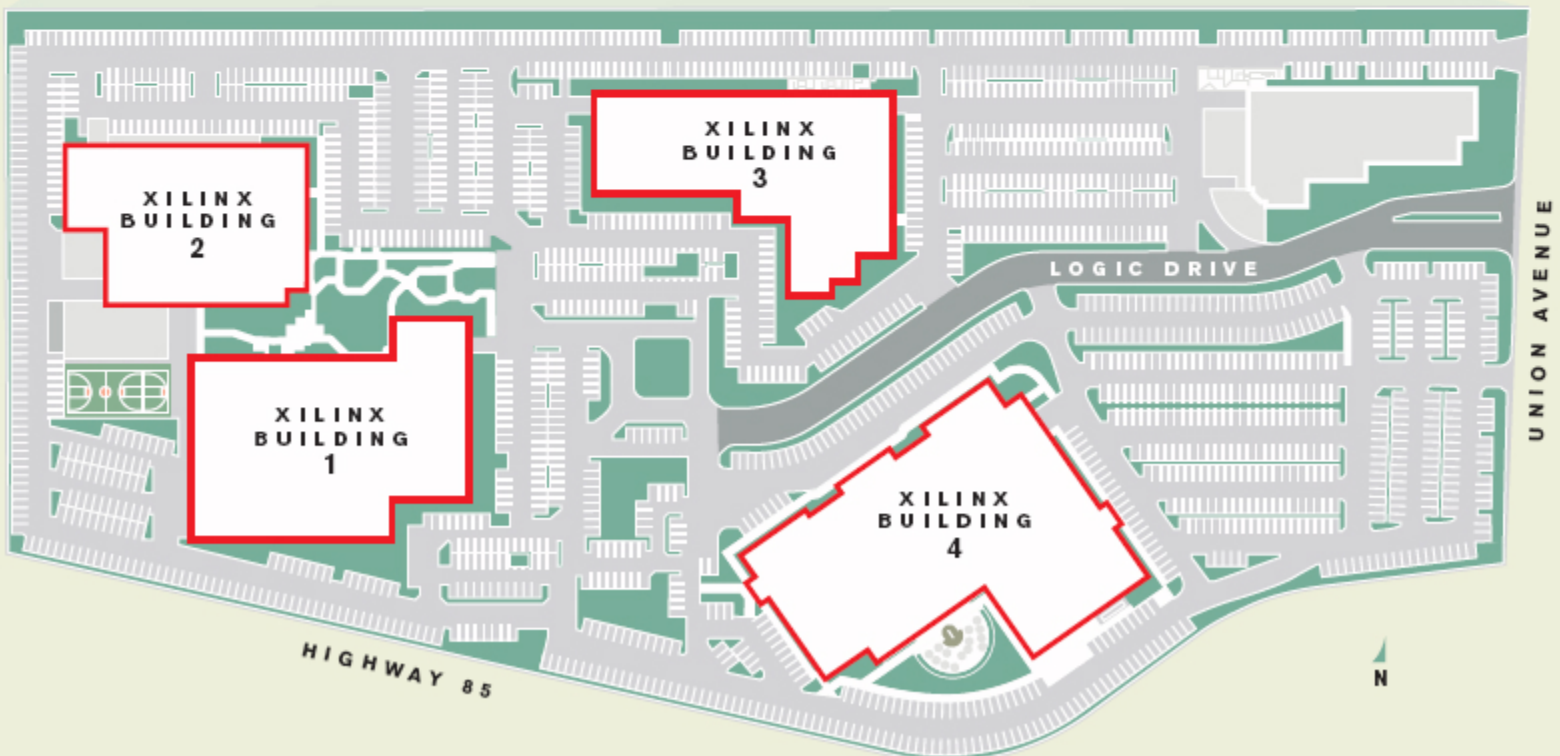 XILINX
BUILDING
3
XILINX
BUILDING
2
UNION AVENUE
LOGIC DRIVE
XILINX
BUILDING
1
XILINX
BUILDING
4
HIGHWAY 85
N